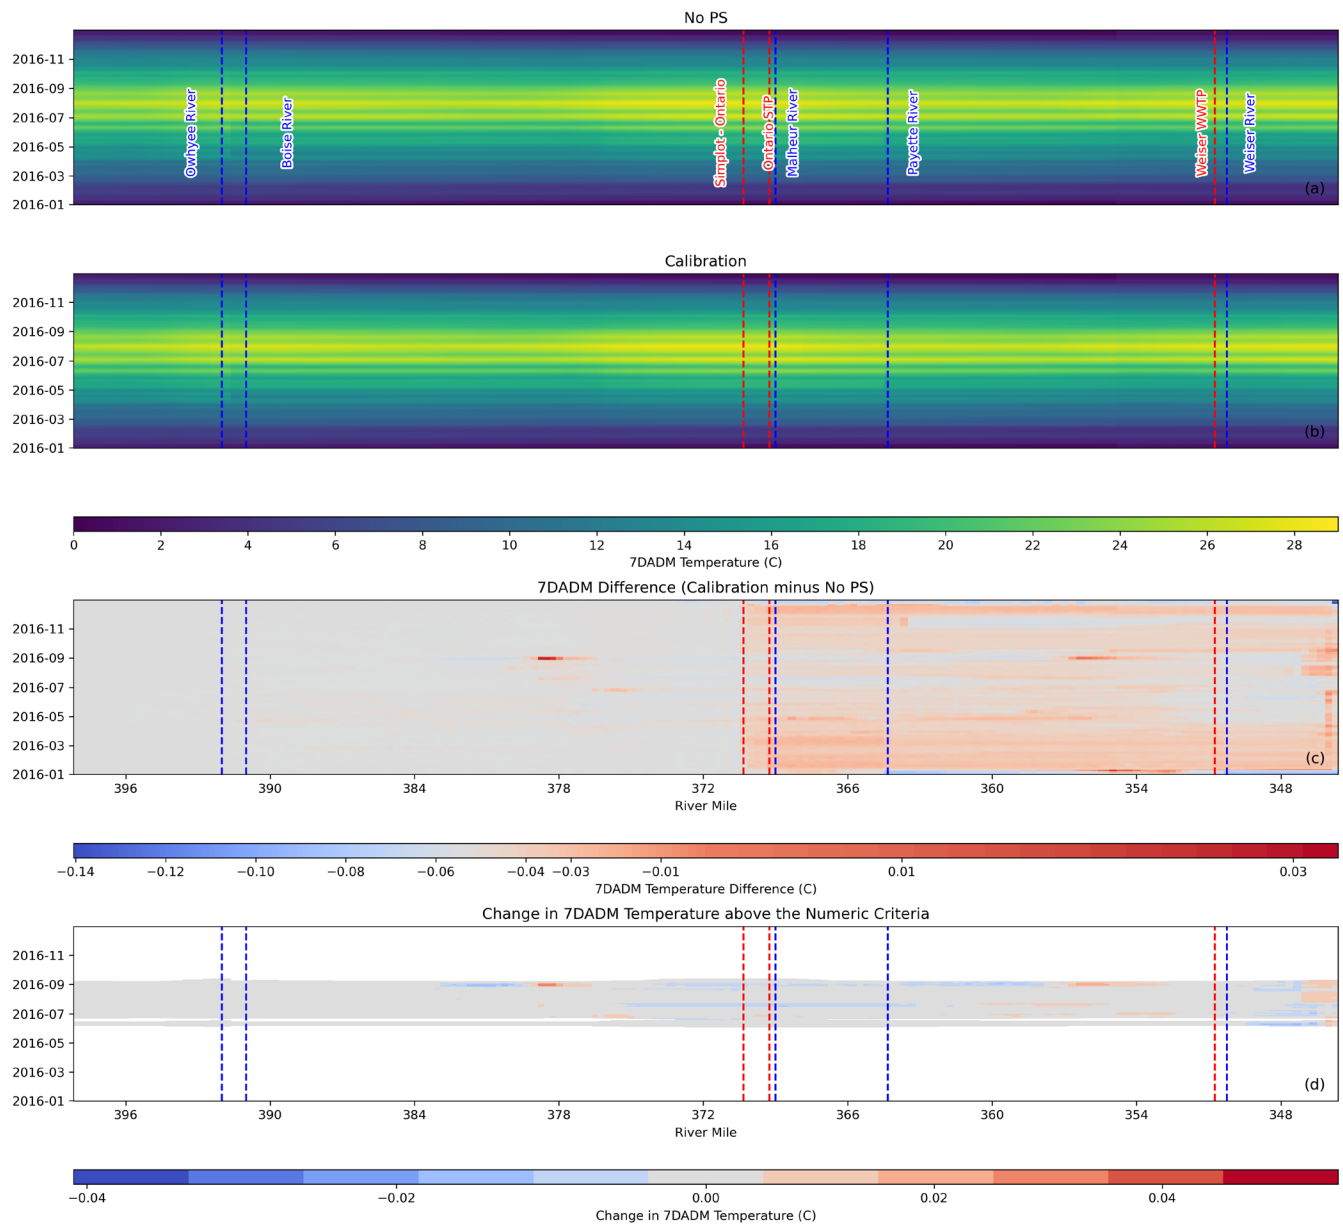 No PS
2016-11
2016-09
2016-07
2016-05
2016-03
2016-01
Owhyee River
Boise River
Simplot - Ontario
Ontario STP
Malheur River
Payette River
Weiser WWTP
Weiser River
(a)
Calibration
2016-11
2016-09
2016-07
2016-05
2016-03
2016-01
(b)
0 2 4 6 8 10 12 14 16 18 20 22 24 26 28
7DADM Temperature (C)
7DADM Difference (Calibration minus No PS)
2016-11
2016-09
2016-07
2016-05
2016-03
2016-01
(c)
396 390 384 378 372 366 360 354 348
River Mile
−0.14 −0.12 −0.10 −0.08 −0.06 −0.04 −0.03 −0.01 0.01 0.03
7DADM Temperature Difference (C)
Change in 7DADM Temperature above the Numeric Criteria
2016-11
2016-09
2016-07
2016-05
2016-03
2016-01
(d)
396 390 384 378 372 366 360 354 348
River Mile
−0.04 −0.02 0.00 0.02 0.04
Change in 7DADM Temperature (C)